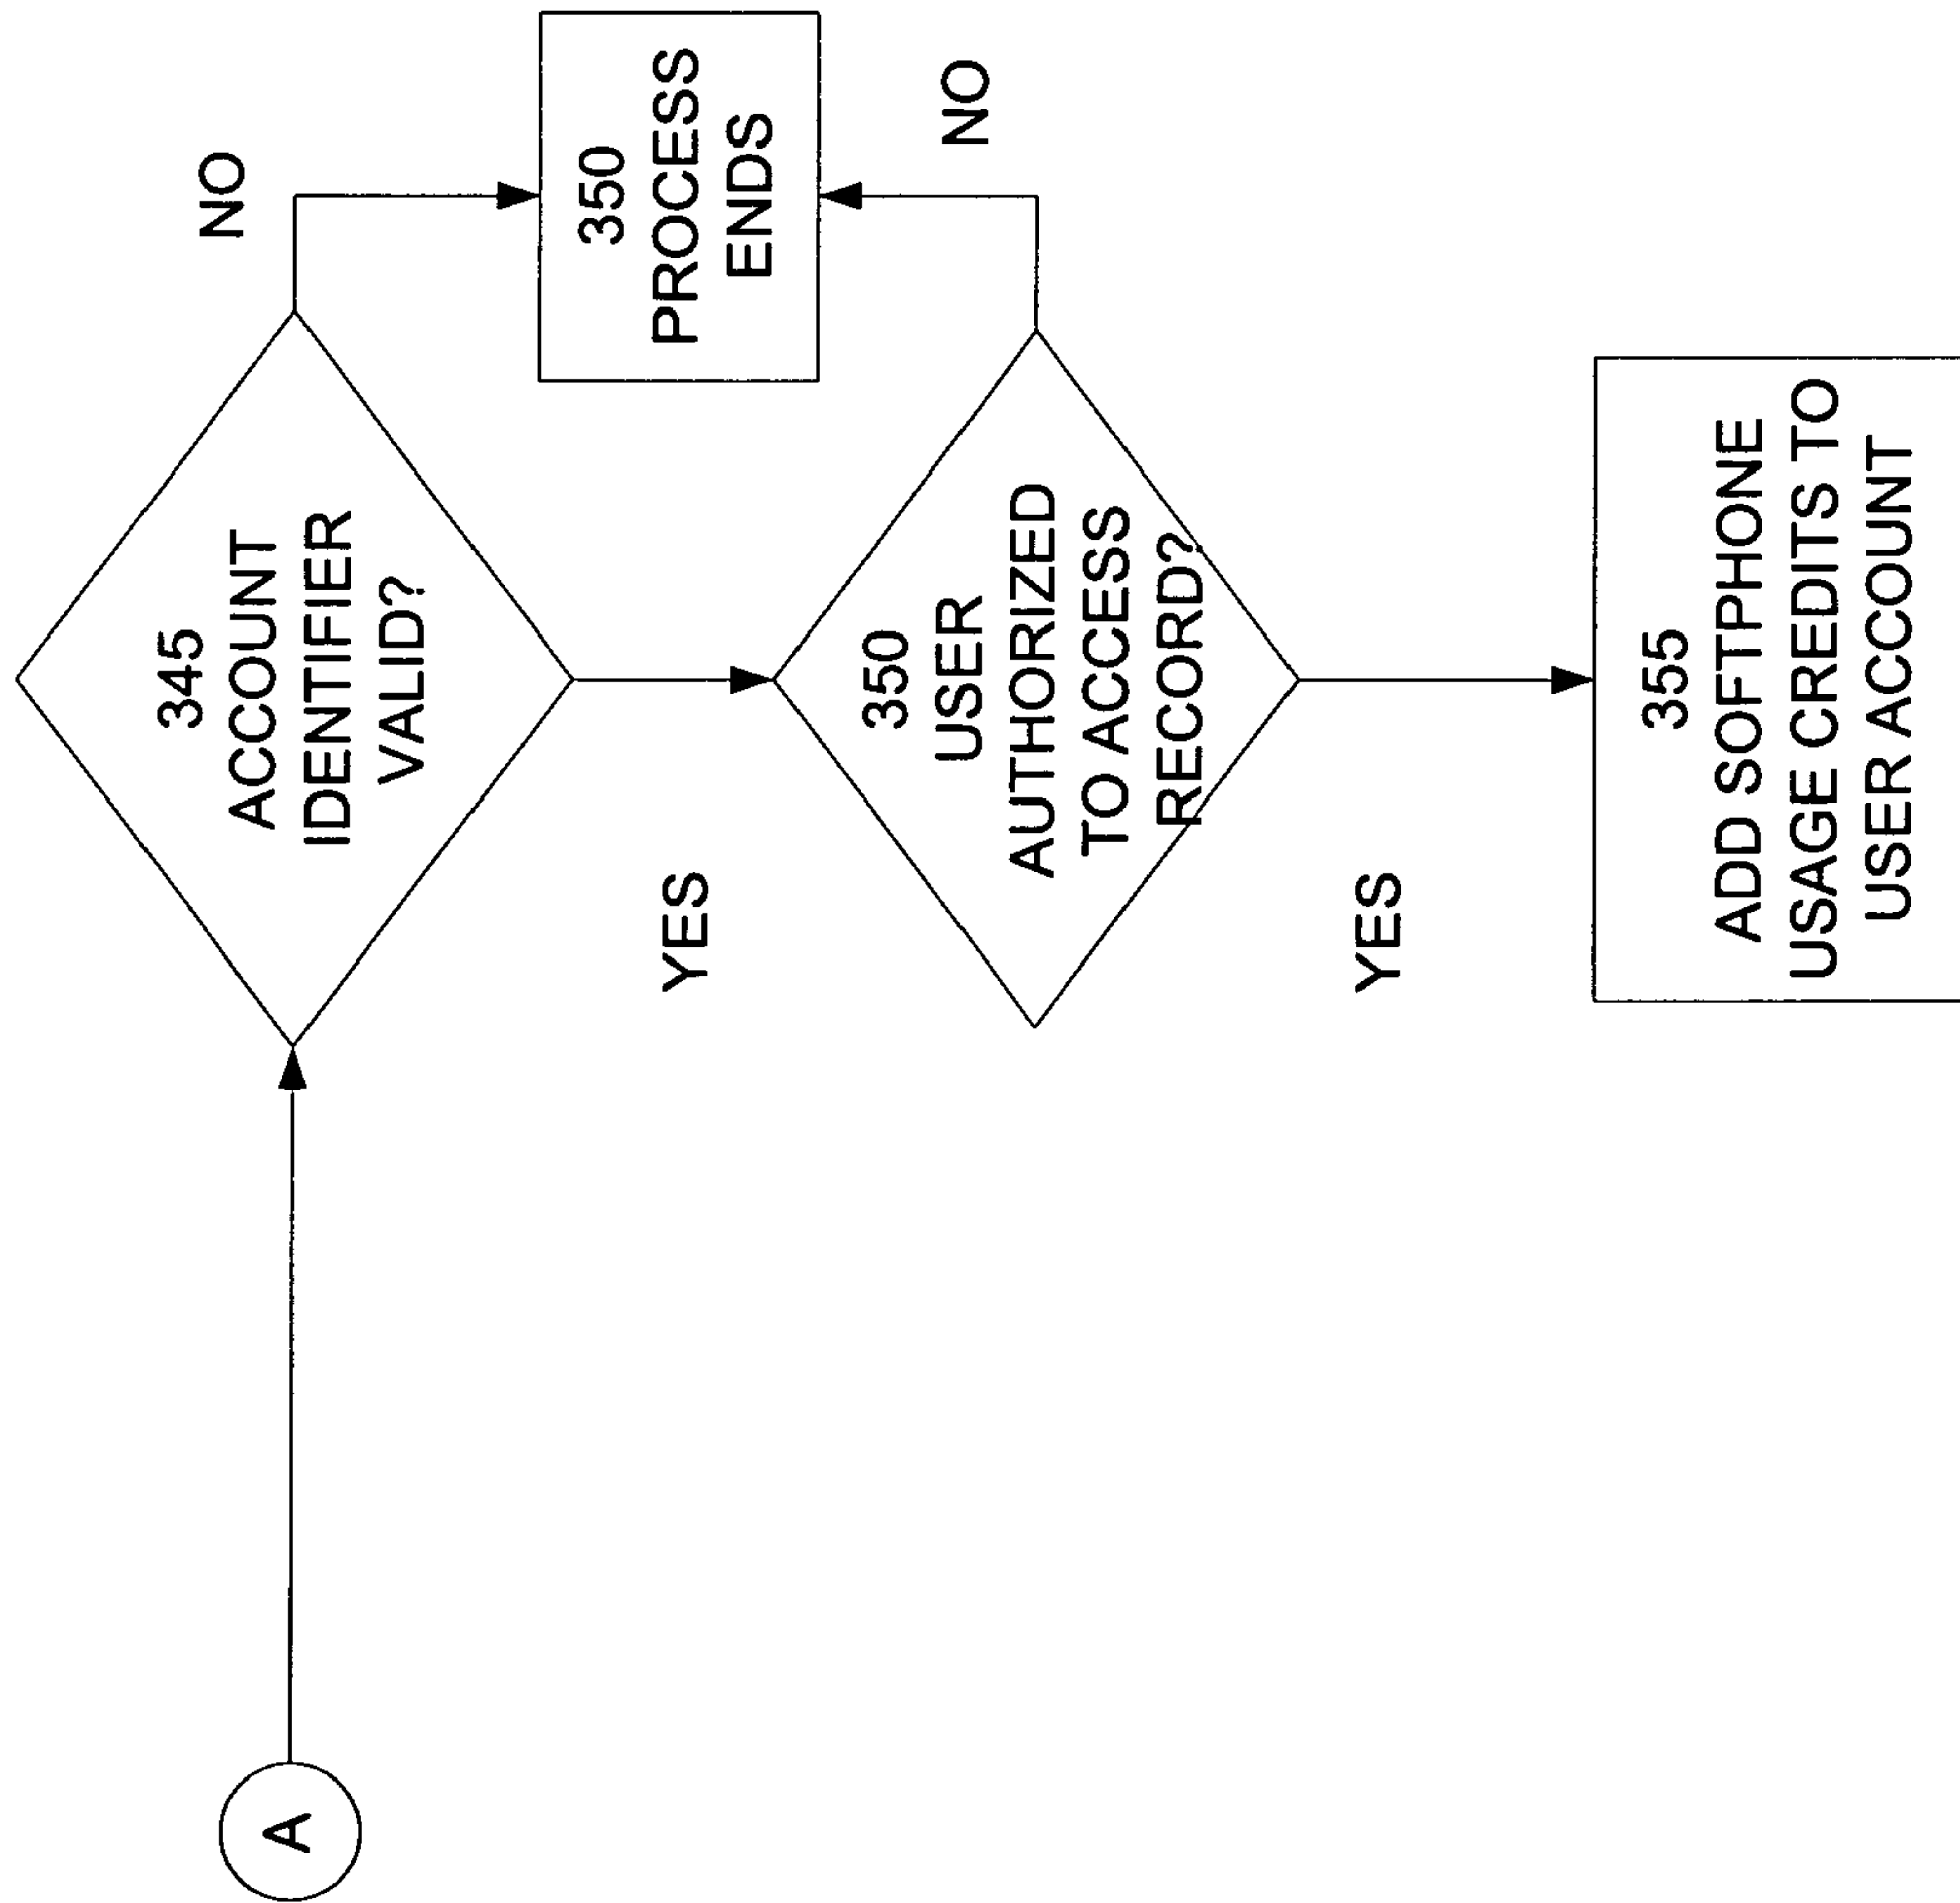 A
345
ACCOUNT
IDENTIFIER
VALID?
NO
350
PROCESS
ENDS
YES
350
USER
AUTHORIZED
TO ACCESS
RECORD?
NO
YES
355
ADD SOFTPHONE
USAGE CREDITS TO
USER ACCOUNT